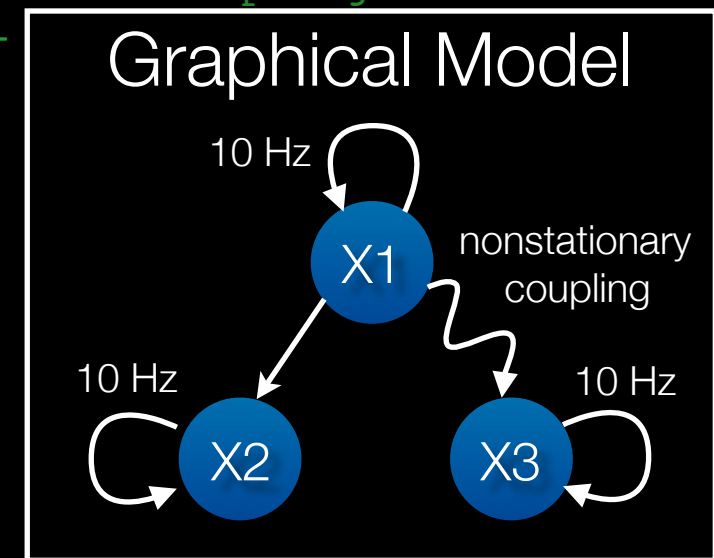 Graphical Model
10 Hz
X1
nonstationary
coupling
10 Hz
10 Hz
X2
X3